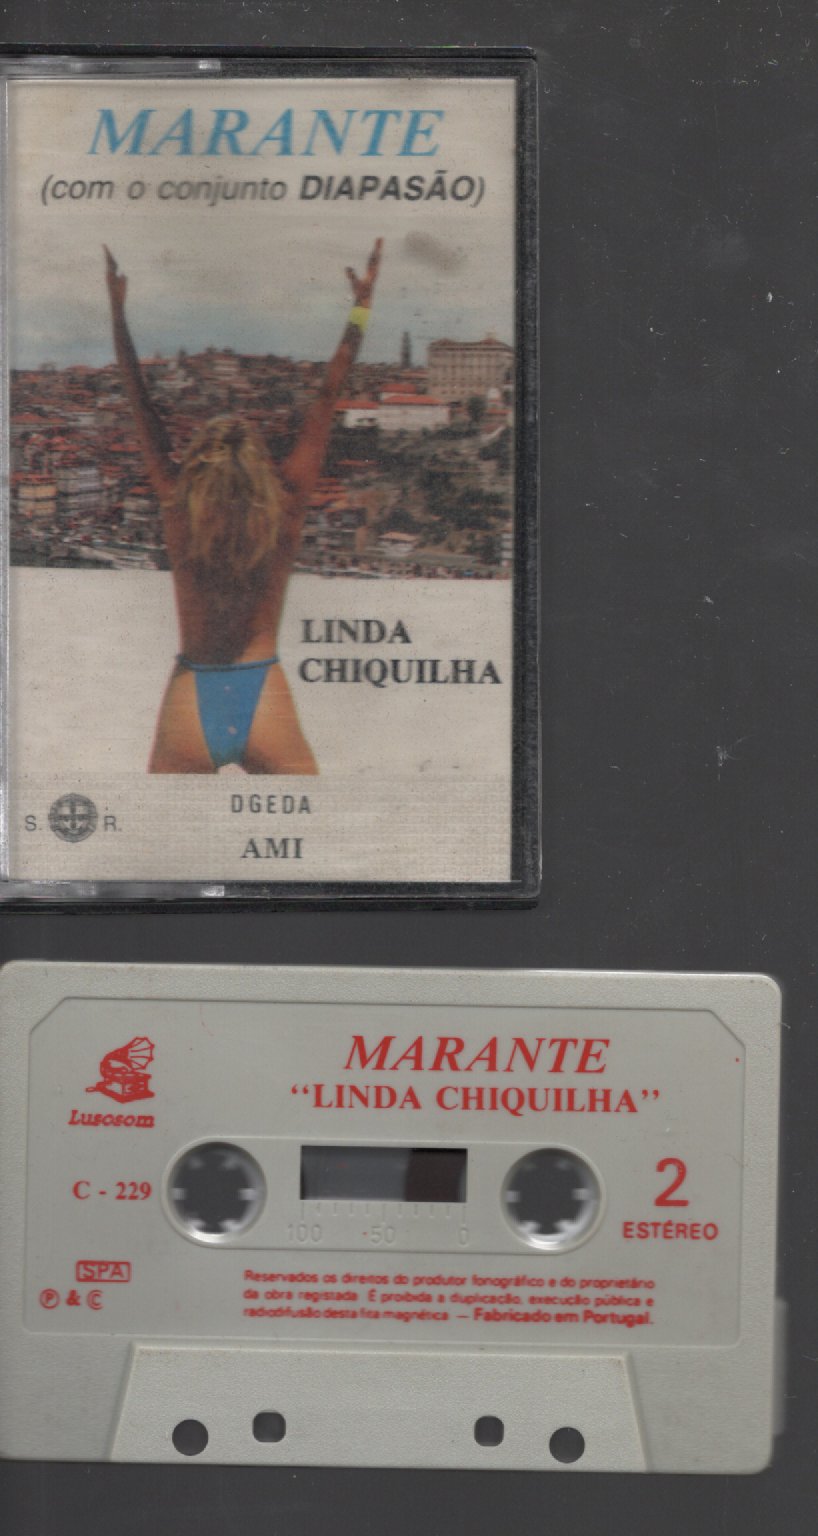 MARANTE
(com o conjunto DIAPASÃO)
LINDA
CHIQUILHA
S. R.
DGEDA
AMI
MARANTE
“LINDA CHIQUILHA”
Lusosom
C - 229
2
ESTÉREO
100 50 0
SPA
Ⓟ & Ⓒ
Reservados os direitos do produtor fonográfico e do proprietário
da obra registada. É proibida a duplicação, execução pública e
radiodifusão desta fita magnética — Fabricado em Portugal.